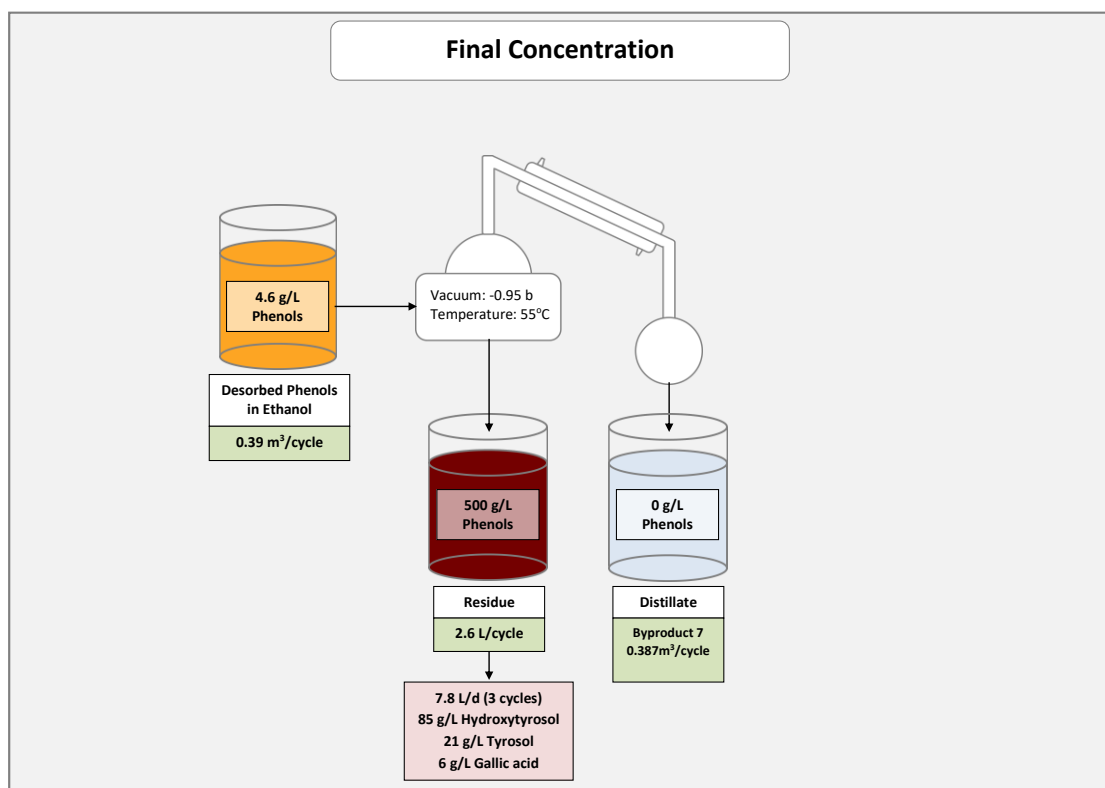 Final Concentration
4.6 g/L
Phenols
Desorbed Phenols
in Ethanol
0.39 m³/cycle
Vacuum: -0.95 b
Temperature: 55°C
500 g/L
Phenols
Residue
2.6 L/cycle
7.8 L/d (3 cycles)
85 g/L Hydroxytyrosol
21 g/L Tyrosol
6 g/L Gallic acid
0 g/L
Phenols
Distillate
Byproduct 7
0.387m³/cycle